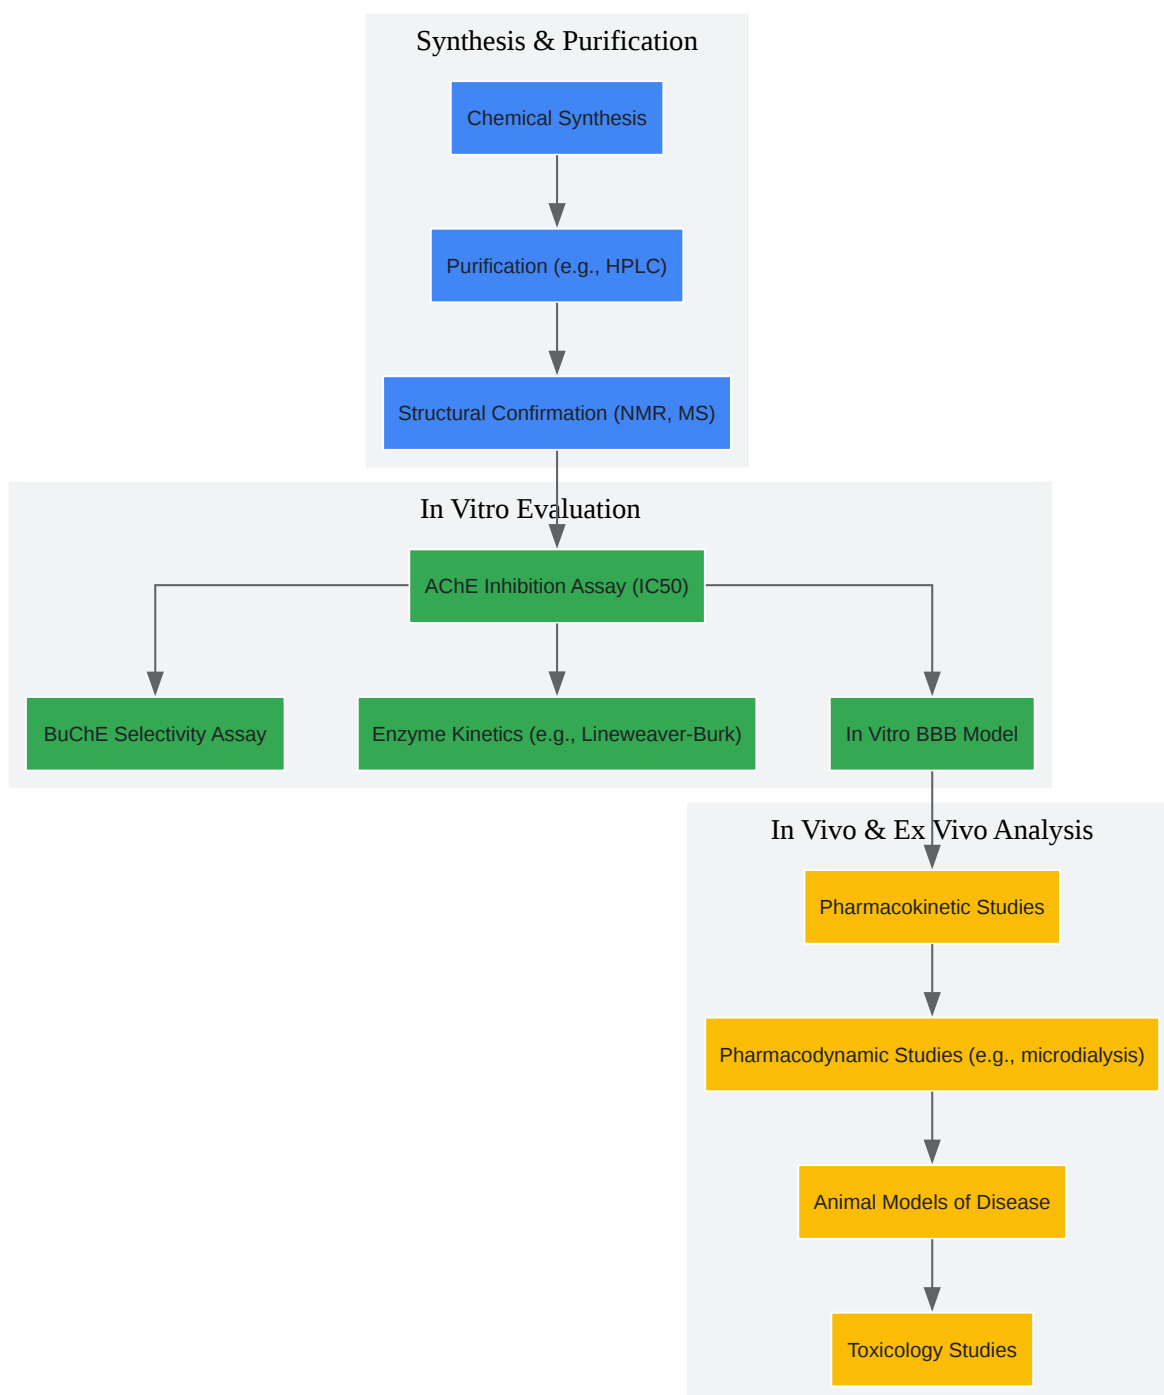 Synthesis & Purification
Chemical Synthesis
Purification (e.g., HPLC)
Structural Confirmation (NMR, MS)
In Vitro Evaluation
AChE Inhibition Assay (IC50)
BuChE Selectivity Assay
Enzyme Kinetics (e.g., Lineweaver-Burk)
In Vitro BBB Model
In Vivo & Ex Vivo Analysis
Pharmacokinetic Studies
Pharmacodynamic Studies (e.g., microdialysis)
Animal Models of Disease
Toxicology Studies